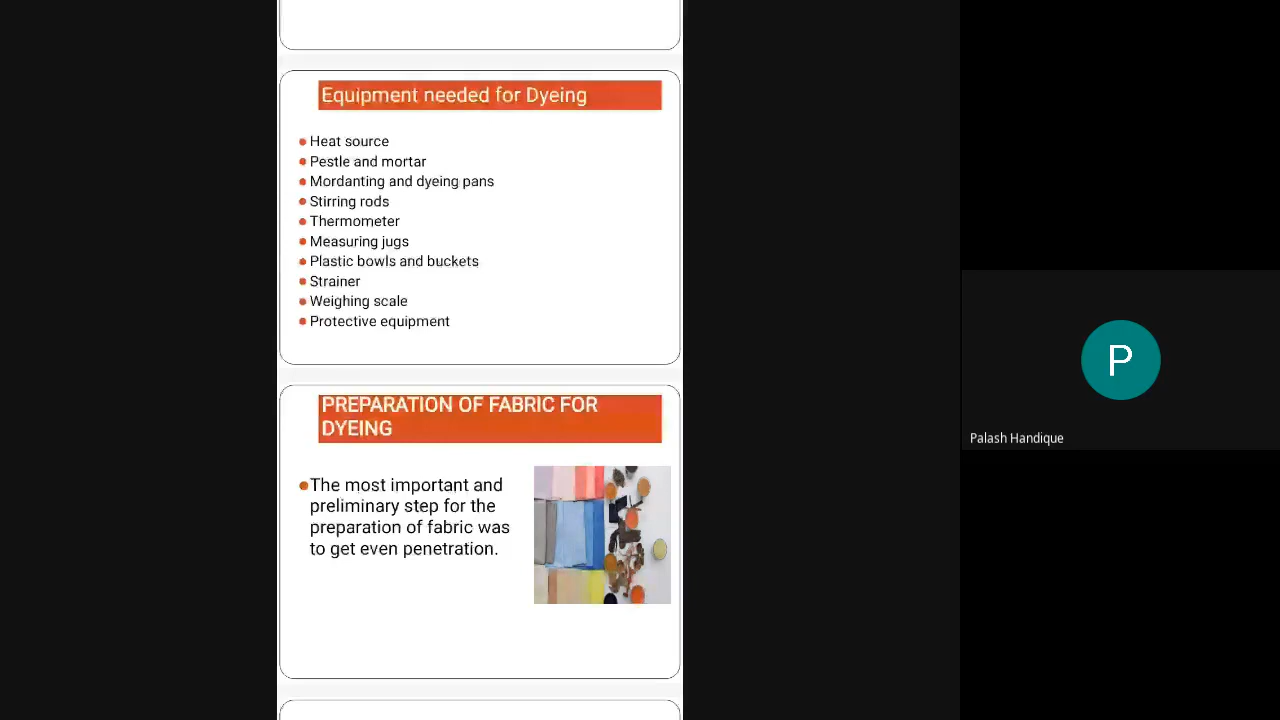 Equipment needed for Dyeing
Heat source
Pestle and mortar
Mordanting and dyeing pans
Stirring rods
Thermometer
Measuring jugs
Plastic bowls and buckets
Strainer
Weighing scale
Protective equipment
PREPARATION OF FABRIC FOR
DYEING
The most important and
preliminary step for the
preparation of fabric was
to get even penetration.
P
Palash Handique